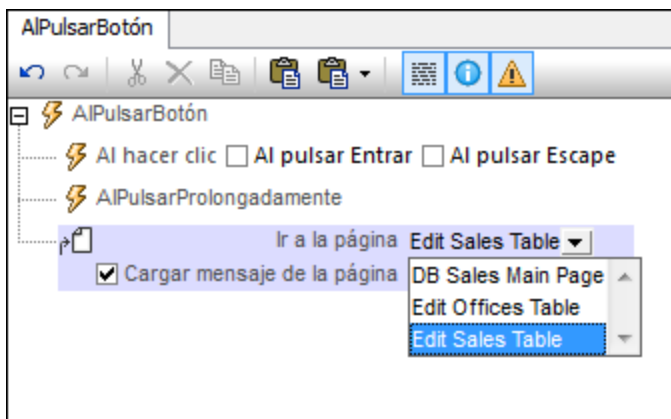 AlPulsarBotón
AlPulsarBotón
Al hacer clic Al pulsar Entrar Al pulsar Escape
AlPulsarProlongadamente
Ir a la página Edit Sales Table
Cargar mensaje de la página
DB Sales Main Page
Edit Offices Table
Edit Sales Table